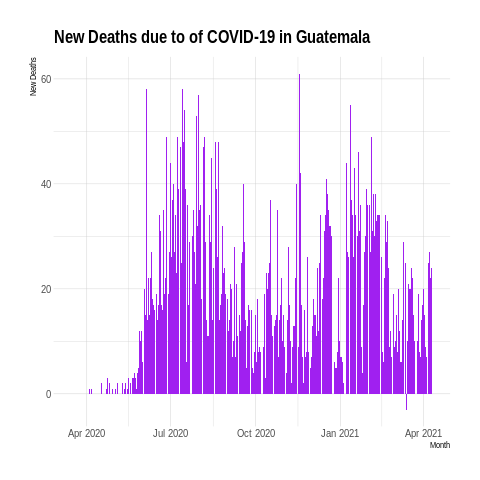 New Deaths due to of COVID-19 in Guatemala
New Deaths
60
40
20
0
Apr 2020 Jul 2020 Oct 2020 Jan 2021 Apr 2021
Month